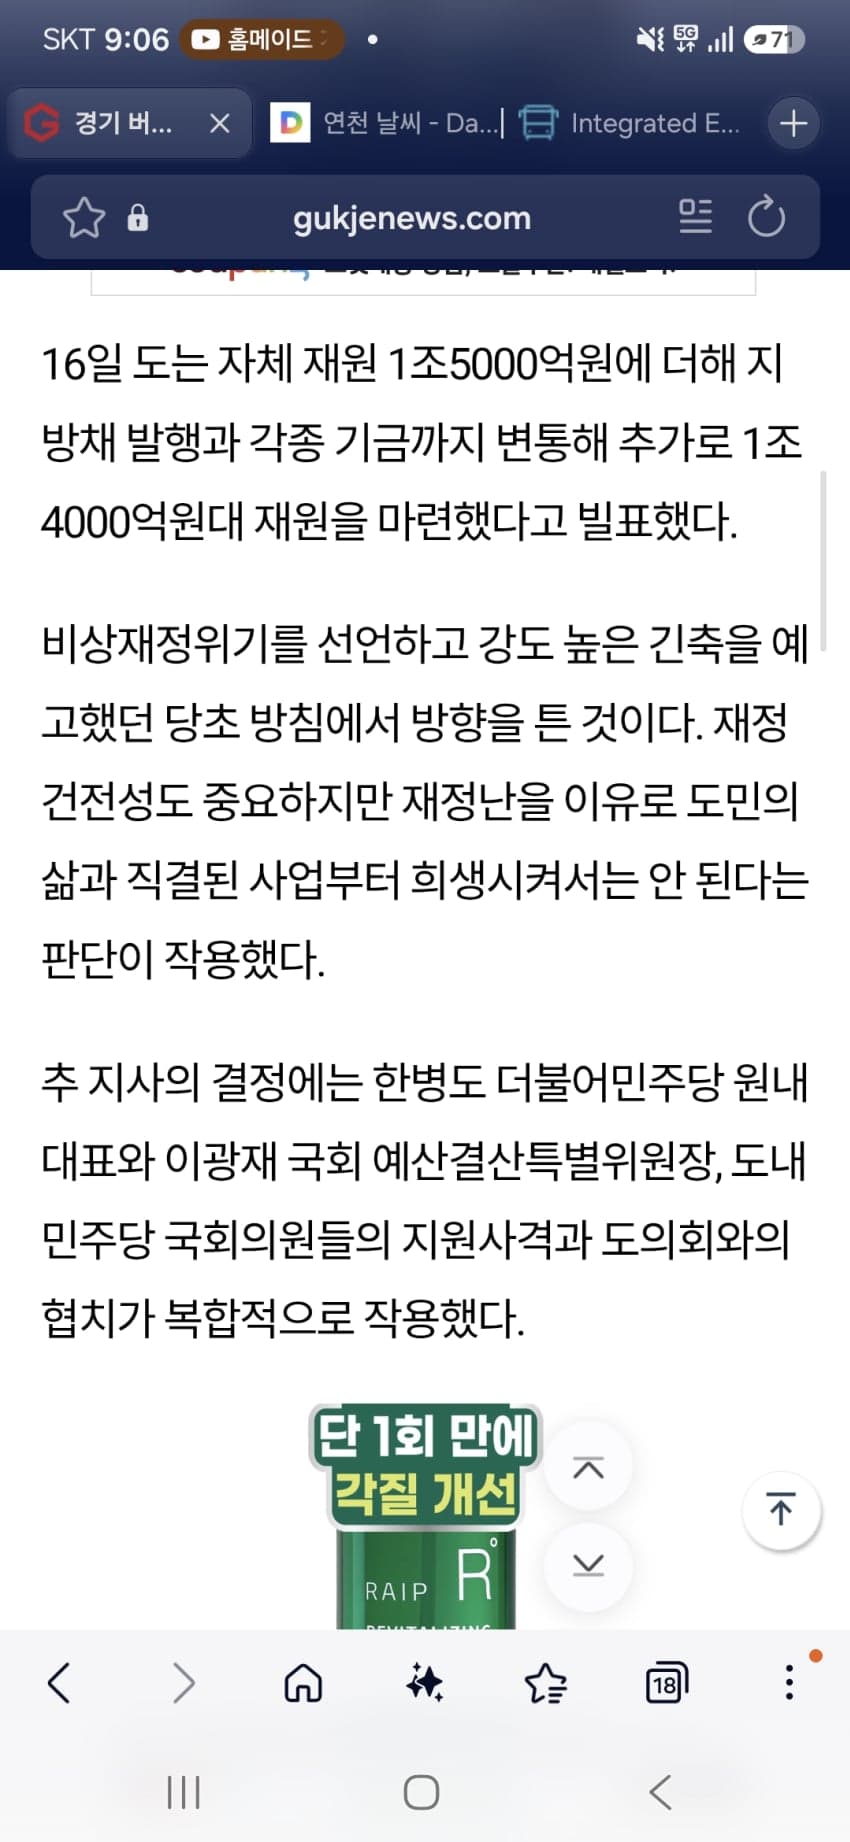 SKT 9:06 홈메이드
5G 71
경기 버... 연천 날씨 - Da... Integrated E...
gukjenews.com
16일 도는 자체 재원 1조5000억원에 더해 지
방채 발행과 각종 기금까지 변통해 추가로 1조
4000억원대 재원을 마련했다고 빌표했다.
비상재정위기를 선언하고 강도 높은 긴축을 예
고했던 당초 방침에서 방향을 튼 것이다. 재정
건전성도 중요하지만 재정난을 이유로 도민의
삶과 직결된 사업부터 희생시켜서는 안 된다는
판단이 작용했다.
추 지사의 결정에는 한병도 더불어민주당 원내
대표와 이광재 국회 예산결산특별위원장, 도내
민주당 국회의원들의 지원사격과 도의회와의
협치가 복합적으로 작용했다.
단 1회 만에
각질 개선
RAIP R°
18